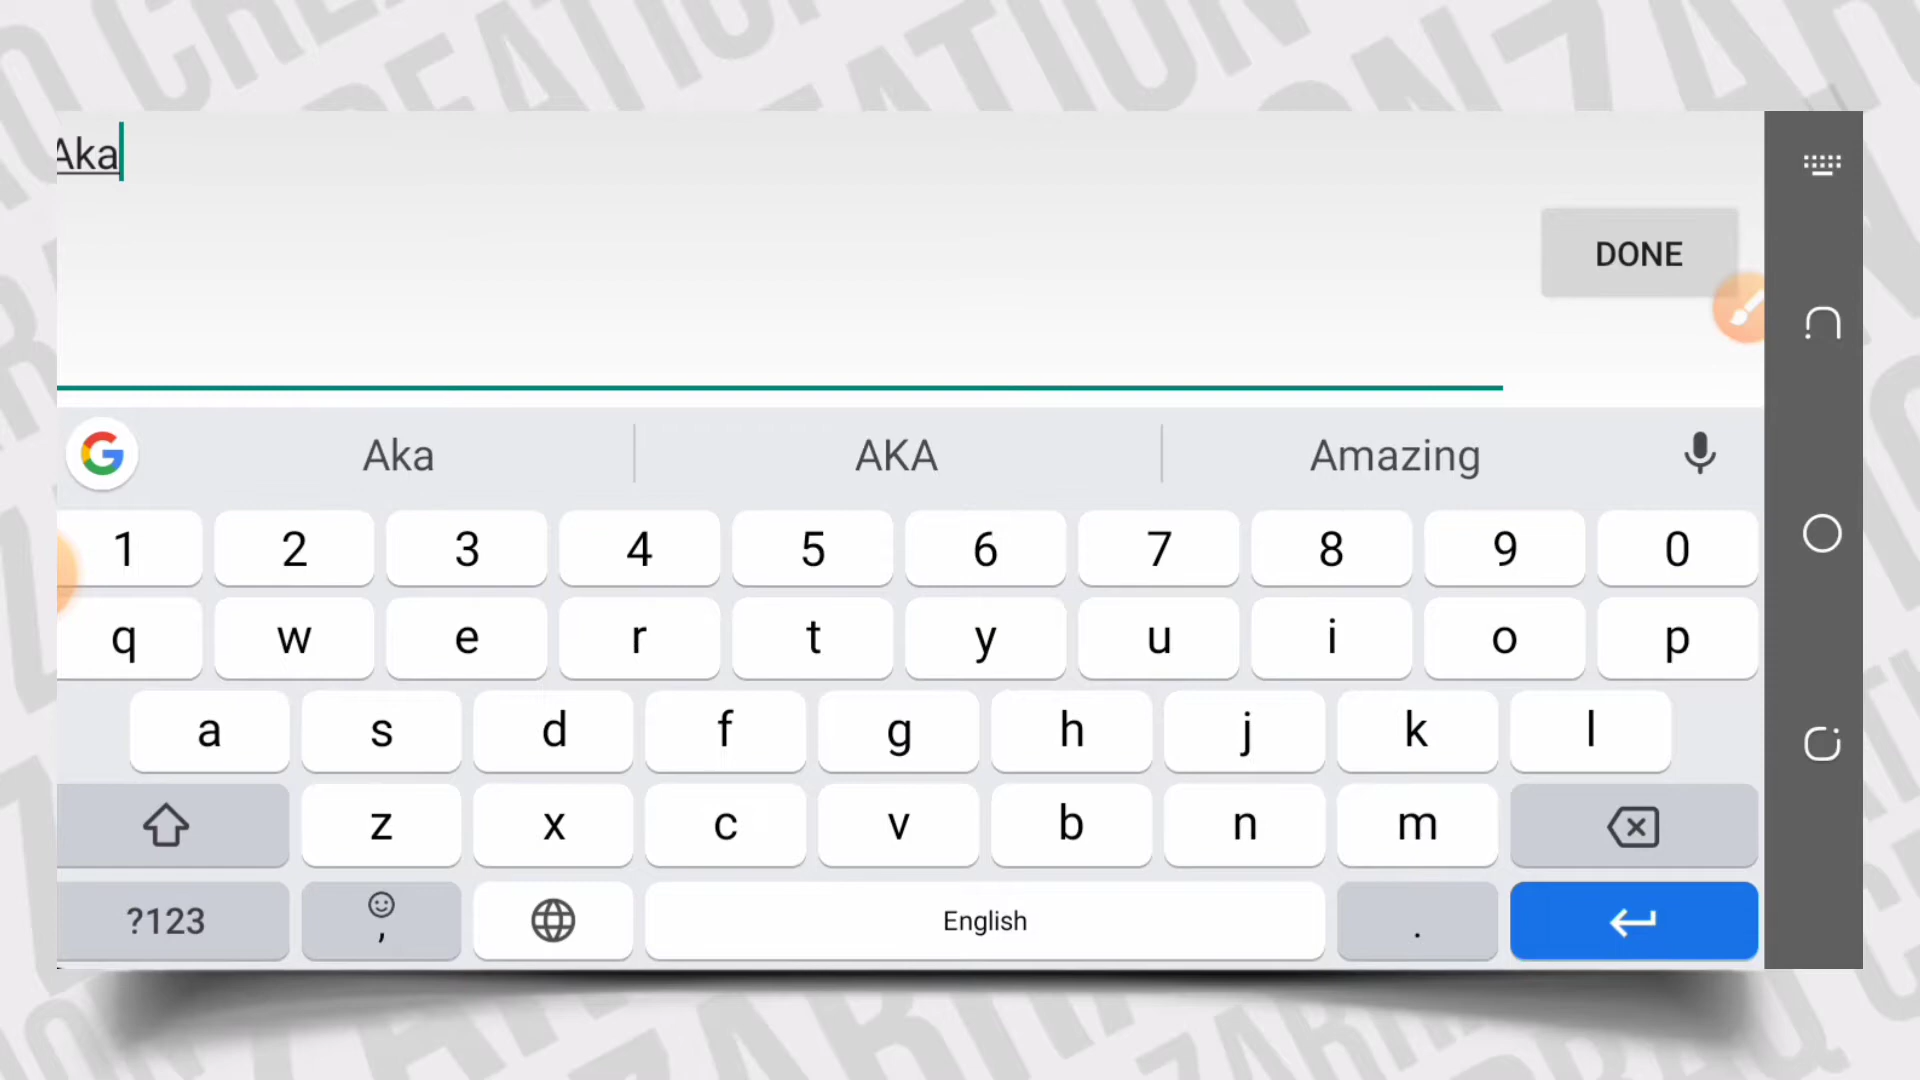 Aka
DONE
Aka AKA Amazing
1 2 3 4 5 6 7 8 9 0
q w e r t y u i o p
a s d f g h j k l
z x c v b n m
?123 , English .